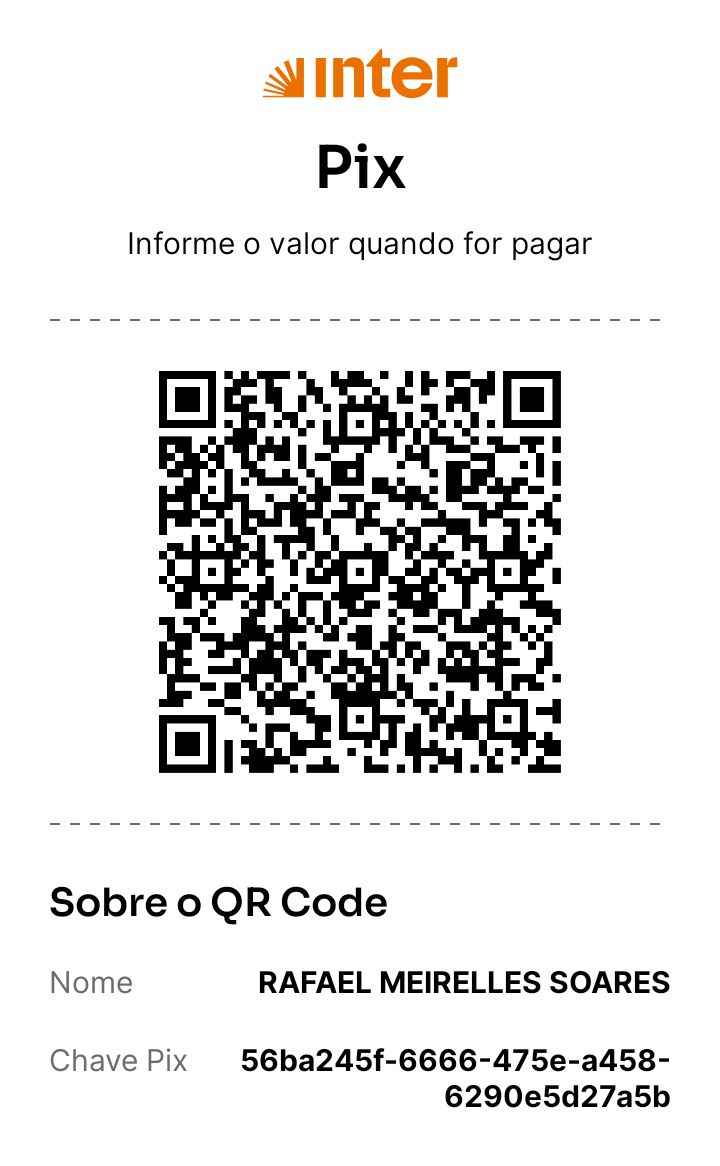 inter
Pix
Informe o valor quando for pagar
Sobre o QR Code
Nome RAFAEL MEIRELLES SOARES
Chave Pix 56ba245f-6666-475e-a458-
6290e5d27a5b